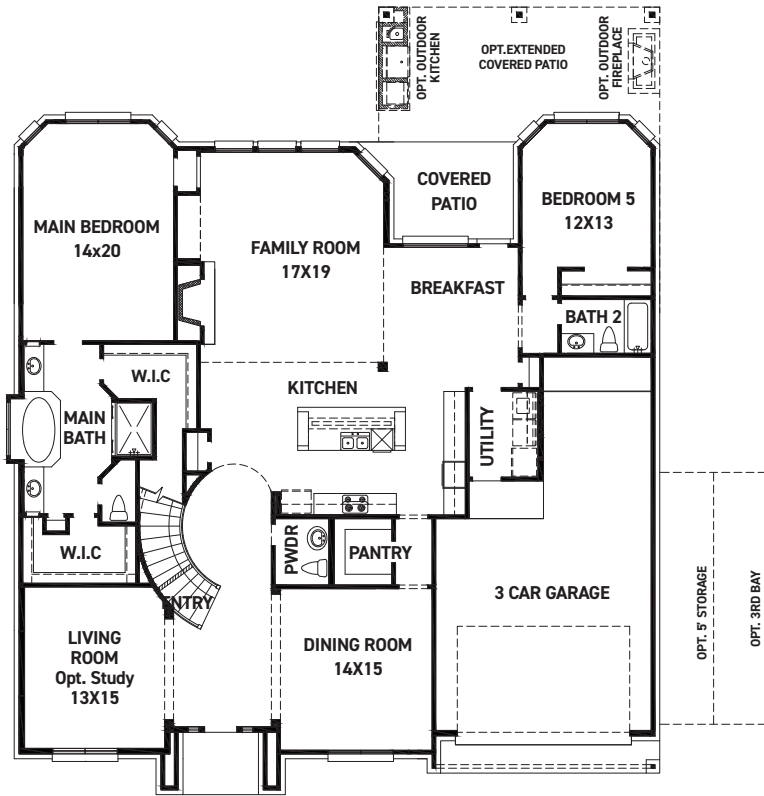 OPT. OUTDOOR
KITCHEN
OPT.EXTENDED
COVERED PATIO
OPT. OUTDOOR
FIREPLACE
COVERED
PATIO
BEDROOM 5
12X13
MAIN BEDROOM
14x20
FAMILY ROOM
17X19
BREAKFAST
BATH 2
W.I.C
KITCHEN
MAIN
BATH
UTILITY
W.I.C
PWDR
PANTRY
3 CAR GARAGE
ENTRY
LIVING
ROOM
Opt. Study
13X15
DINING ROOM
14X15
OPT. 5' STORAGE
OPT. 3RD BAY